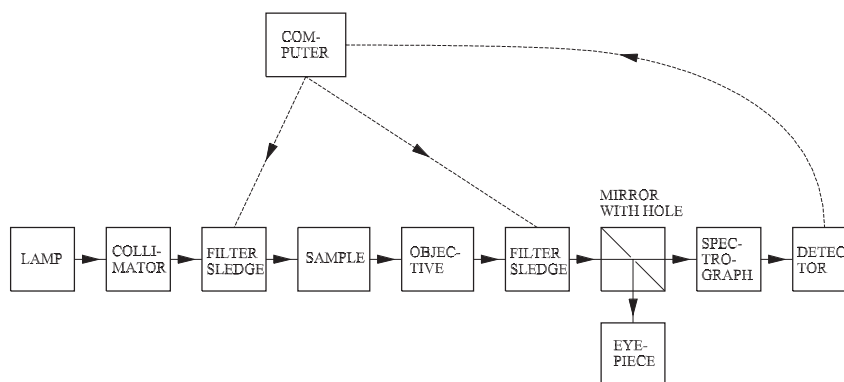 COM-
PUTER
MIRROR
WITH HOLE
LAMP
COLLI-
MATOR
FILTER
SLEDGE
SAMPLE
OBJEC-
TIVE
FILTER
SLEDGE
SPEC-
TRO-
GRAPH
DETEC
TOR
EYE-
PIECE